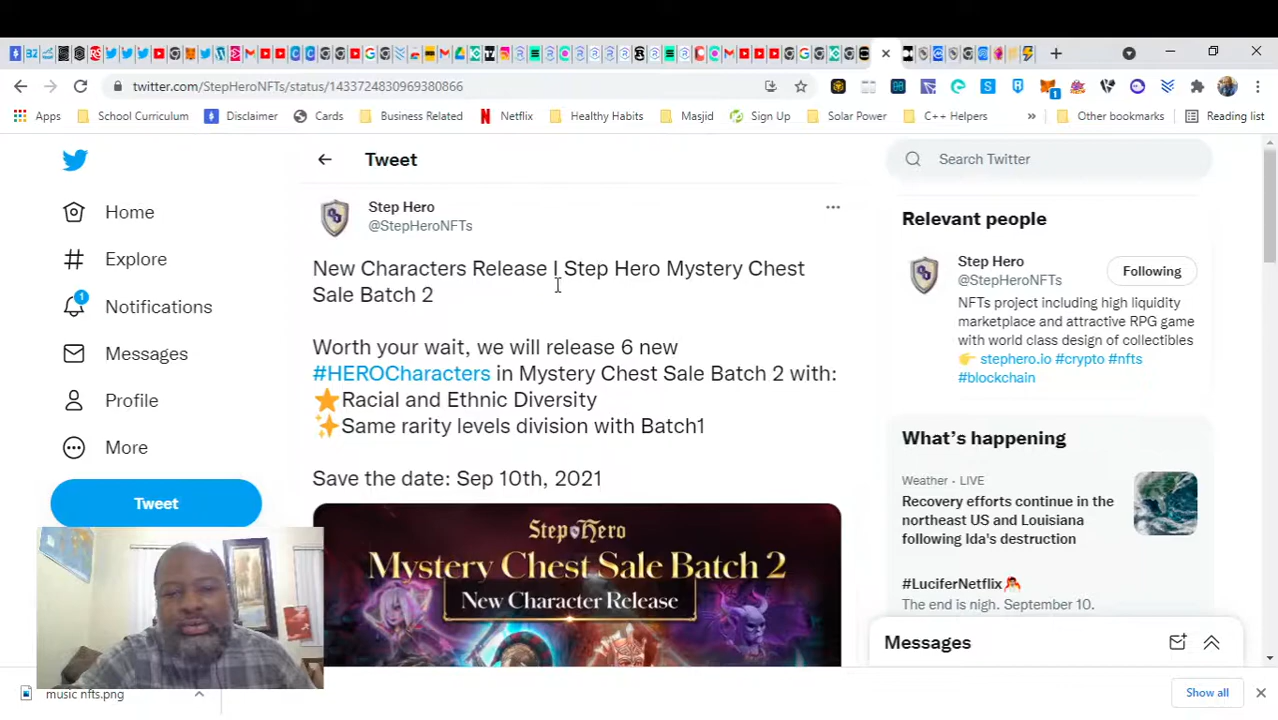 twitter.com/StepHeroNFTs/status/1433724830969380866
1
Apps School Curriculum Disclaimer Cards Business Related Netflix Healthy Habits Masjid Sign Up Solar Power C++ Helpers » Other bookmarks Reading list
Tweet
Search Twitter
Home
Explore
1
Notifications
Messages
Profile
More
Tweet
Step Hero
@StepHeroNFTs
New Characters Release | Step Hero Mystery Chest
Sale Batch 2
Worth your wait, we will release 6 new
#HEROCharacters in Mystery Chest Sale Batch 2 with:
Racial and Ethnic Diversity
Same rarity levels division with Batch1
Save the date: Sep 10th, 2021
Step Hero
Mystery Chest Sale Batch 2
New Character Release
Relevant people
Step Hero
@StepHeroNFTs
Following
NFTs project including high liquidity
marketplace and attractive RPG game
with world class design of collectibles
👉 stephero.io #crypto #nfts
#blockchain
What's happening
Weather · LIVE
Recovery efforts continue in the
northeast US and Louisiana
following Ida's destruction
#LuciferNetflix
The end is nigh. September 10.
Messages
music nfts.png
Show all